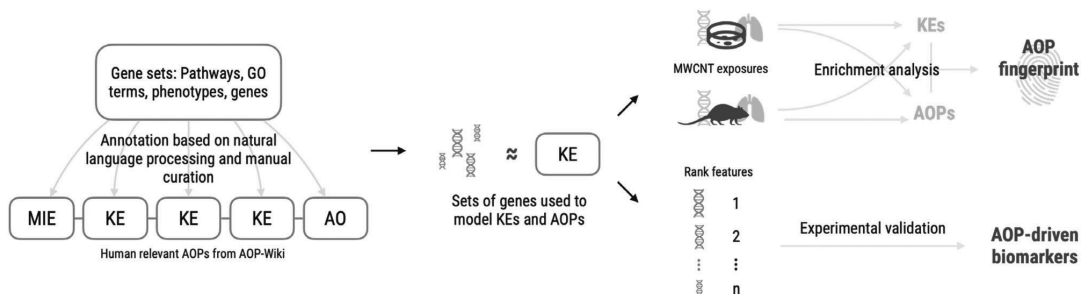 Gene sets: Pathways, GO
terms, phenotypes, genes
Annotation based on natural
language processing and manual
curation
MIE
KE
KE
KE
AO
Human relevant AOPs from AOP-Wiki
≈
KE
Sets of genes used to
model KEs and AOPs
MWCNT exposures
KEs
Enrichment analysis
AOPs
AOP
fingerprint
Rank features
1
2
...
n
Experimental validation
AOP-driven
biomarkers